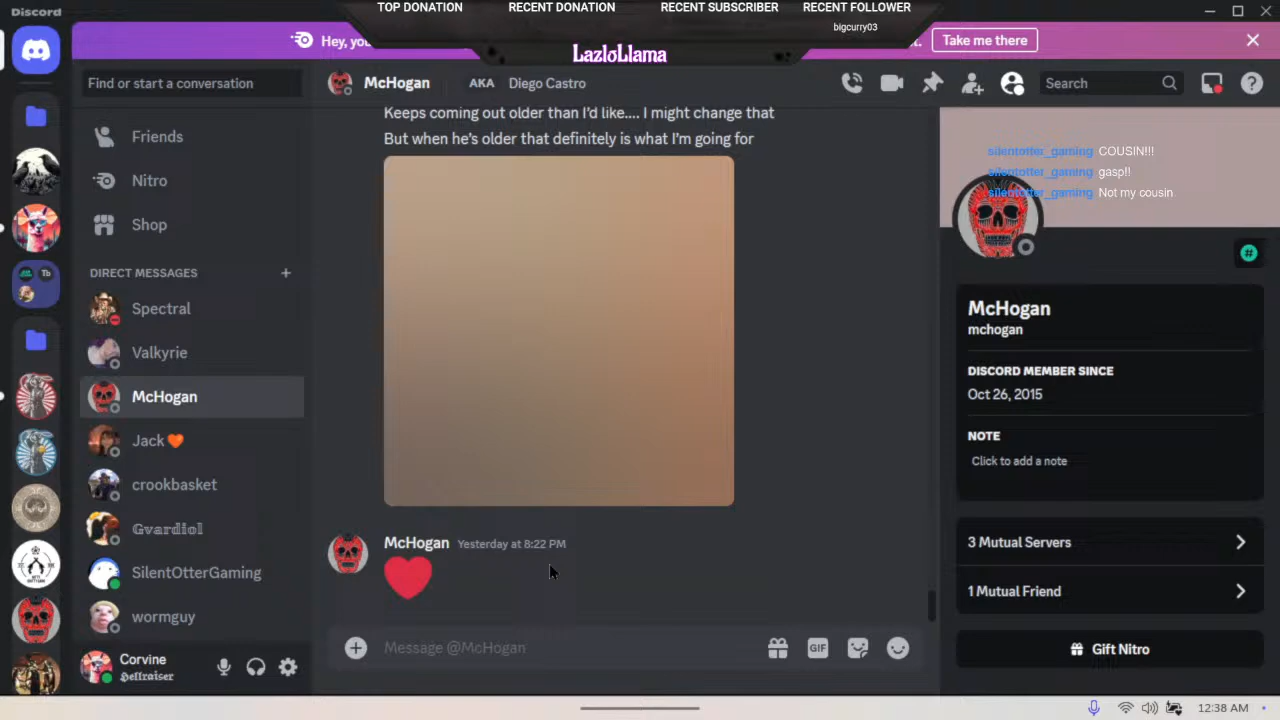 Discord
TOP DONATION
RECENT DONATION
RECENT SUBSCRIBER
RECENT FOLLOWER
bigcurry03
Hey, you
t.
Take me there
LazloLlama
Find or start a conversation
McHogan
AKA
Diego Castro
Search
Friends
Nitro
Shop
DIRECT MESSAGES
Spectral
Valkyrie
McHogan
Jack🧡
crookbasket
𝔾𝕧𝕒𝕣𝕕𝕚𝕠𝕝
SilentOtterGaming
wormguy
Corvine
𝕳𝖊𝖑𝖑𝖗𝖆𝖎𝖘𝖊𝖗
Keeps coming out older than I'd like.... I might change that
But when he's older that definitely is what I'm going for
McHogan Yesterday at 8:22 PM
Message @McHogan
GIF
silentotter_gaming COUSIN!!!
silentotter_gaming gasp!!
silentotter_gaming Not my cousin
McHogan
mchogan
DISCORD MEMBER SINCE
Oct 26, 2015
NOTE
Click to add a note
3 Mutual Servers
1 Mutual Friend
Gift Nitro
12:38 AM